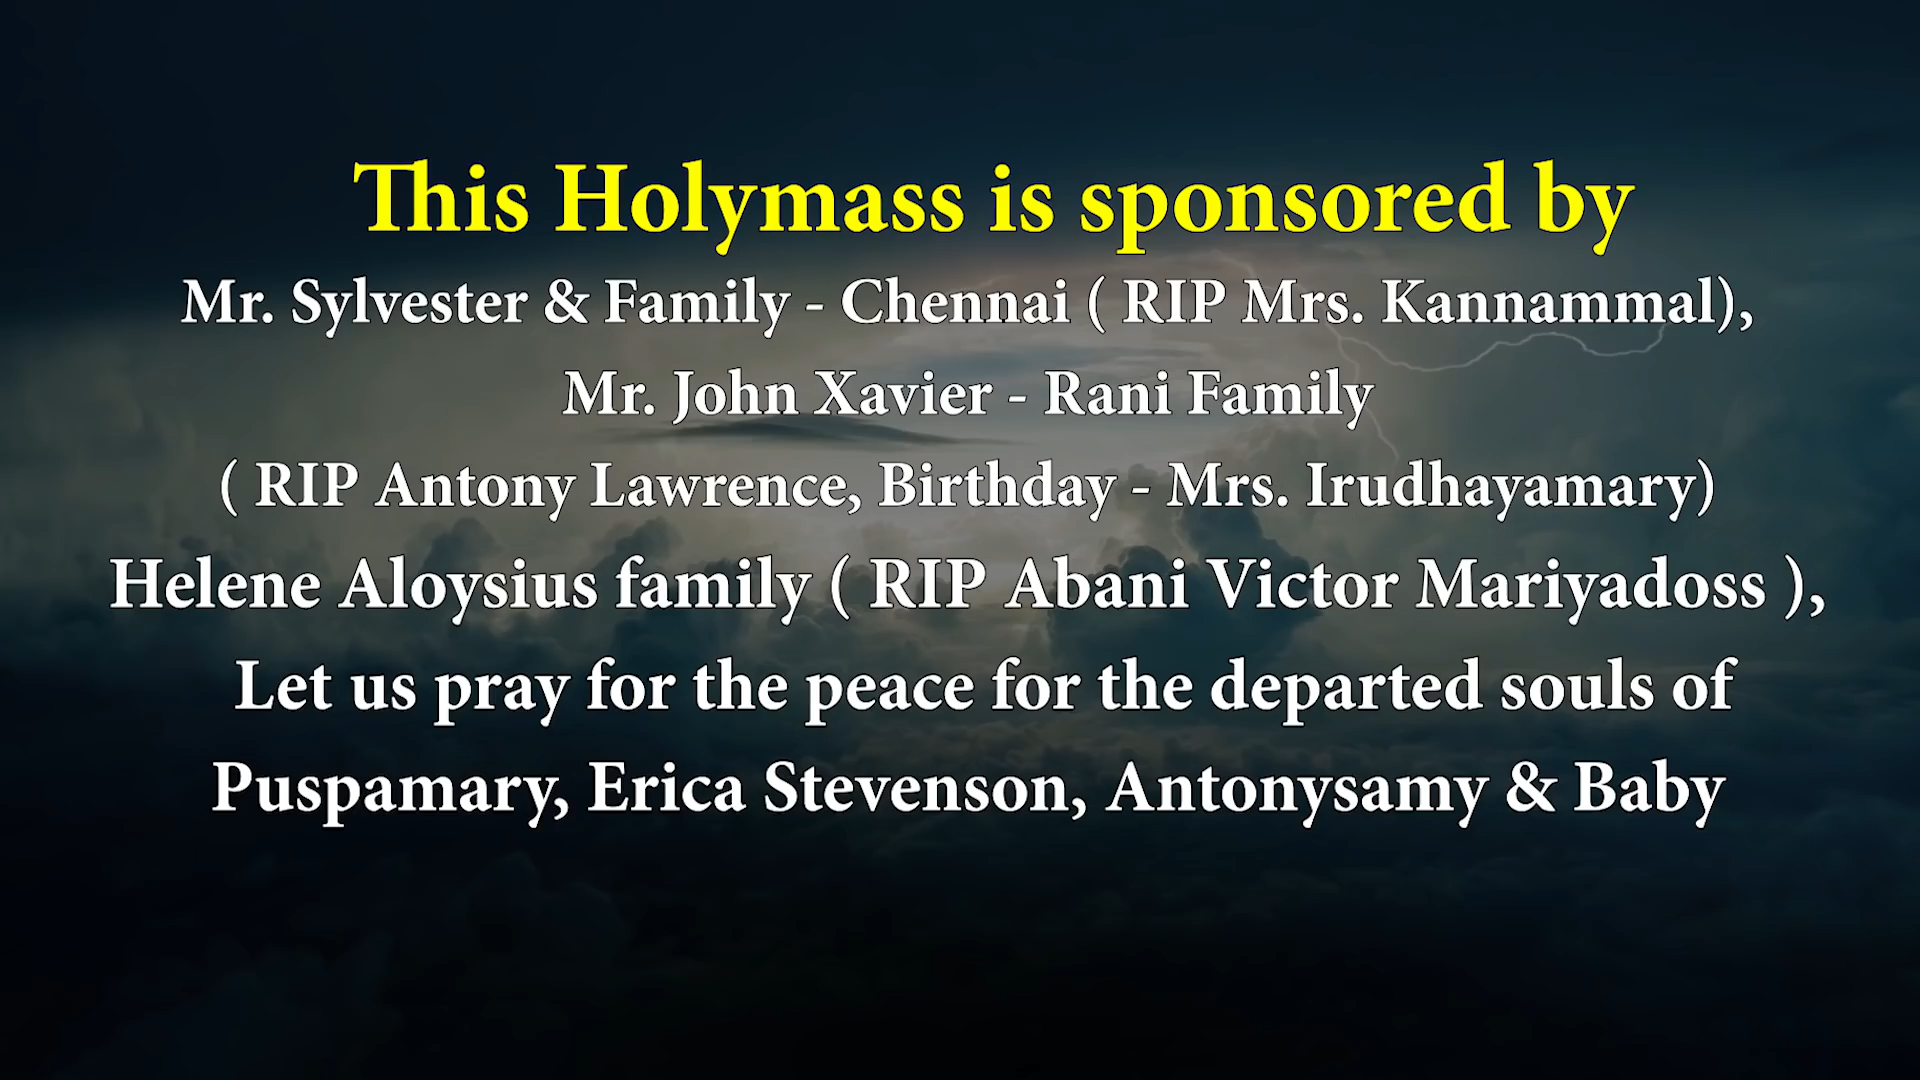 This Holymass is sponsored by
Mr. Sylvester & Family - Chennai ( RIP Mrs. Kannammal),
Mr. John Xavier - Rani Family
( RIP Antony Lawrence, Birthday - Mrs. Irudhayamary)
Helene Aloysius family ( RIP Abani Victor Mariyadoss ),
Let us pray for the peace for the departed souls of
Puspamary, Erica Stevenson, Antonysamy & Baby